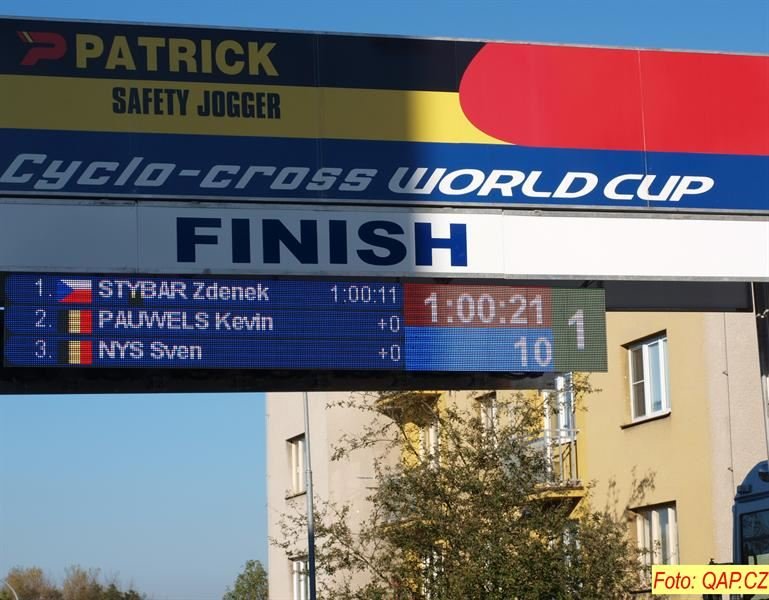 PATRICK
SAFETY JOGGER
Cyclo-cross WORLD CUP
FINISH
1. STYBAR Zdenek 1:00:11
2. PAUWELS Kevin +0
3. NYS Sven +0
1:00:21
10
1
Foto: QAP.CZ